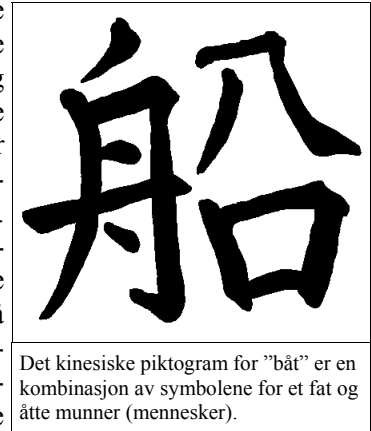 船
Det kinesiske piktogram for ”båt” er en
kombinasjon av symbolene for et fat og
åtte munner (mennesker).